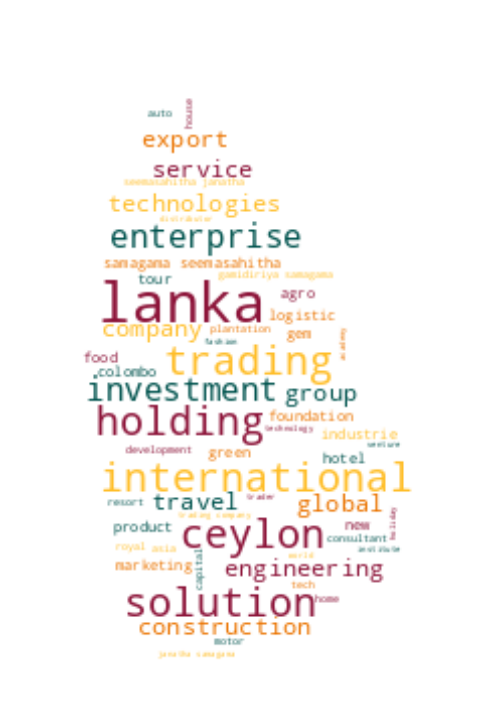 auto
house
export
service
seemasahitha janatha
technologies
distributor
enterprise
samagama seemasahitha
gamidiriya samagama
tour
lanka
agro
logistic
company
plantation
gem
academy
fashion
trading
food
colombo
investment
group
holding
foundation
technology
industrie
venture
development
green
hotel
international
resort
travel
trader
global
holiday
trading company
product
ceylon
new
consultant
royal asia
institute
world
marketing
capital
engineering
tech
solution
home
construction
motor
janatha samagama